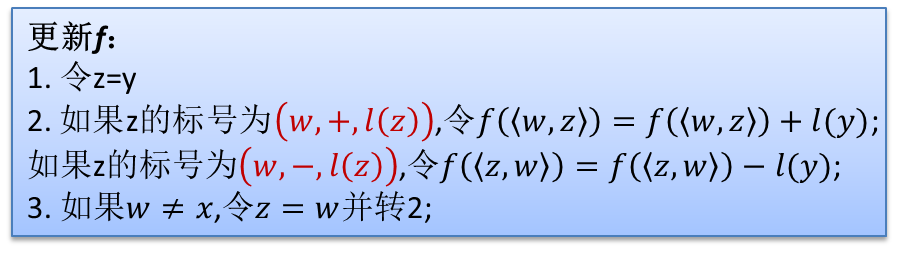 更新f：
1. 令z=y
2. 如果z的标号为(w, +, l(z)),令f(⟨w, z⟩) = f(⟨w, z⟩) + l(y);
如果z的标号为(w, −, l(z)),令f(⟨z, w⟩) = f(⟨z, w⟩) − l(y);
3. 如果w ≠ x,令z = w并转2;